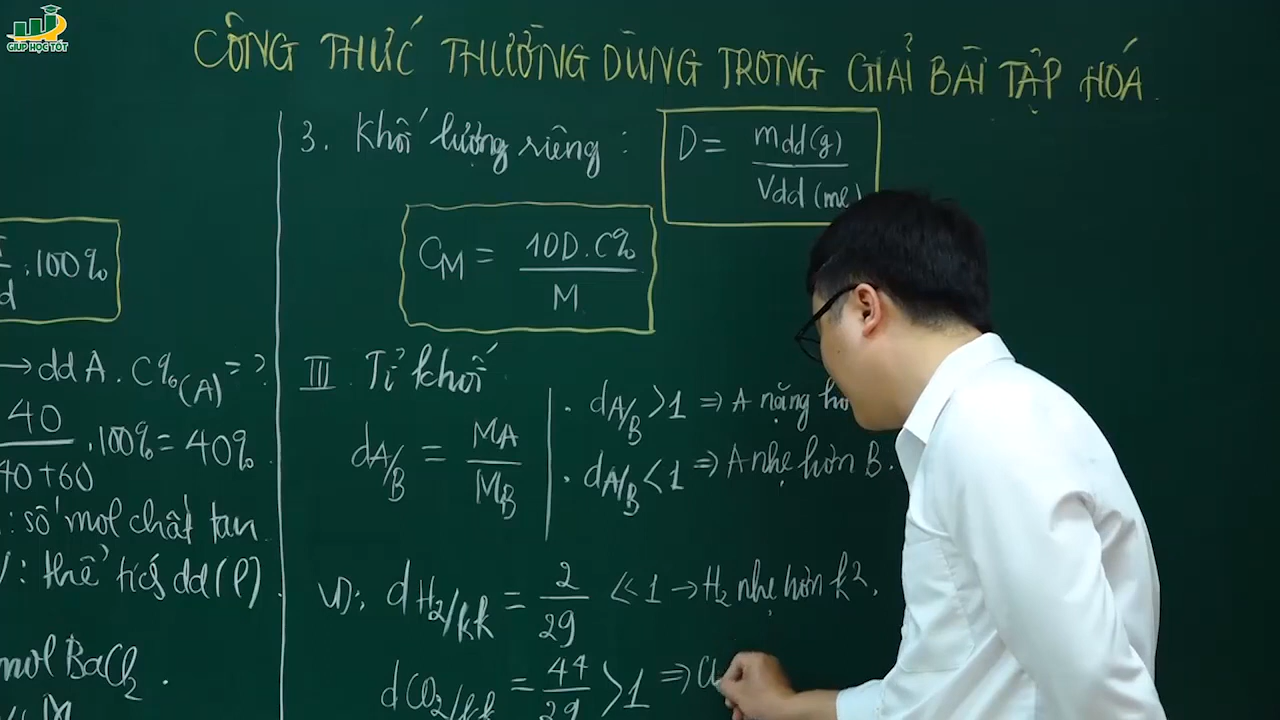 GIÚP HỌC TỐT
CÔNG THỨC THƯỜNG DÙNG TRONG GIẢI BÀI TẬP HÓA
.100%
d
→ dd A. C%(A) = ?
40
40+60
.100% = 40%
: số mol chất tan
V: thể tích dd (l)
mol BaCl2.
M
3. Khối lượng riêng:
D = mdd(g) / Vdd(ml)
CM = 10D.C% / M
III Tỉ khối
dA/B = MA / MB
. dA/B > 1 ⇒ A nặng hơ
. dA/B < 1 ⇒ A nhẹ hơn B.
VD: dH2/kk = 2/29 << 1 → H2 nhẹ hơn k2.
dCO2/kk = 44/29 > 1 ⇒ C